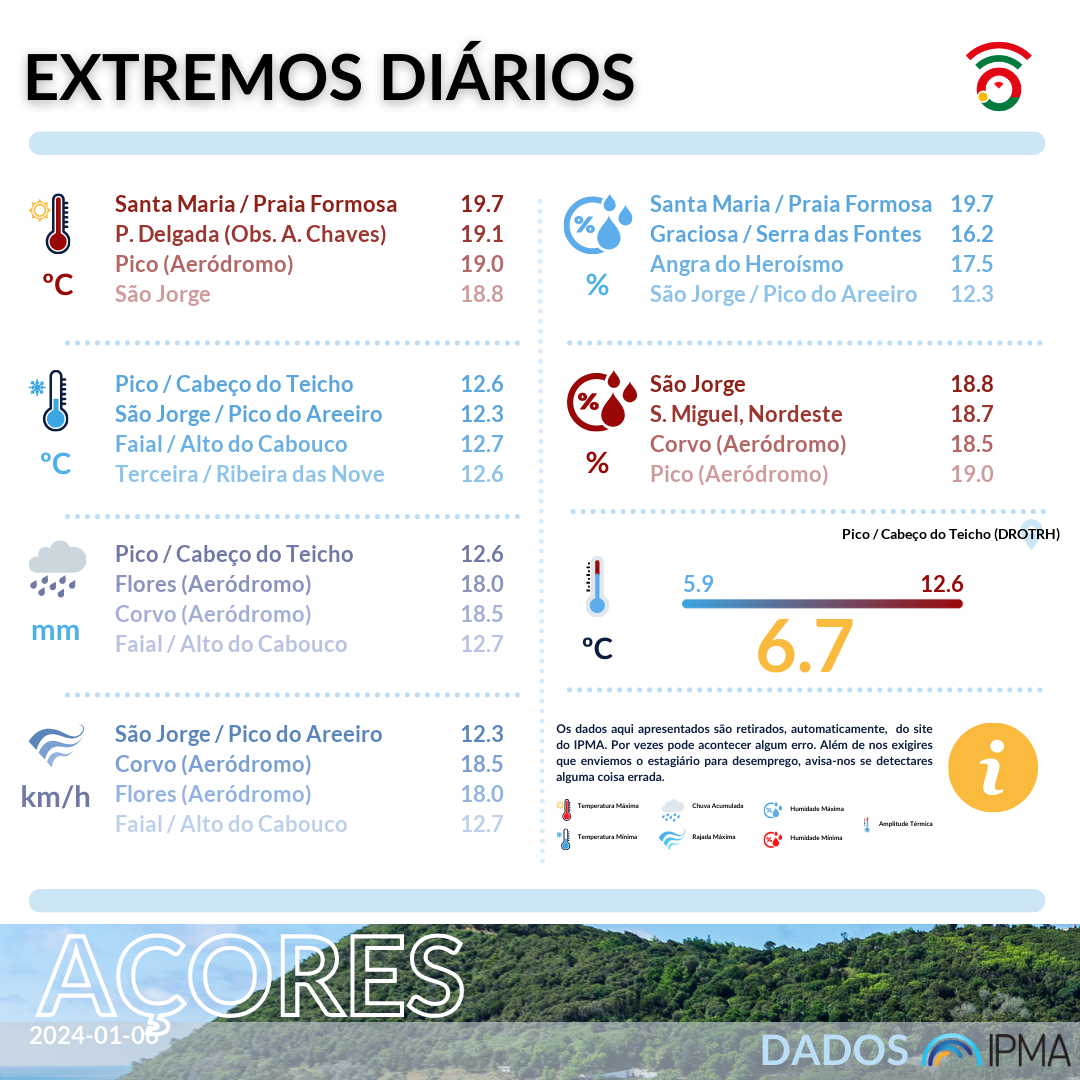 EXTREMOS DIÁRIOS
Santa Maria / Praia Formosa 19.7
P. Delgada (Obs. A. Chaves) 19.1
Pico (Aeródromo) 19.0
São Jorge 18.8
ºC
Pico / Cabeço do Teicho 12.6
São Jorge / Pico do Areeiro 12.3
Faial / Alto do Cabouco 12.7
Terceira / Ribeira das Nove 12.6
ºC
Pico / Cabeço do Teicho 12.6
Flores (Aeródromo) 18.0
Corvo (Aeródromo) 18.5
Faial / Alto do Cabouco 12.7
mm
São Jorge / Pico do Areeiro 12.3
Corvo (Aeródromo) 18.5
Flores (Aeródromo) 18.0
Faial / Alto do Cabouco 12.7
km/h
Santa Maria / Praia Formosa 19.7
Graciosa / Serra das Fontes 16.2
Angra do Heroísmo 17.5
São Jorge / Pico do Areeiro 12.3
%
%
São Jorge 18.8
S. Miguel, Nordeste 18.7
Corvo (Aeródromo) 18.5
Pico (Aeródromo) 19.0
%
%
Pico / Cabeço do Teicho (DROTRH)
5.9 12.6
6.7
ºC
Os dados aqui apresentados são retirados, automaticamente, do site
do IPMA. Por vezes pode acontecer algum erro. Além de nos exigires
que enviemos o estagiário para desemprego, avisa-nos se detectares
alguma coisa errada.
i
Temperatura Máxima Chuva Acumulada Humidade Máxima
Amplitude Térmica
Temperatura Mínima Rajada Máxima Humidade Mínima
AÇORES
2024-01-06
DADOS IPMA